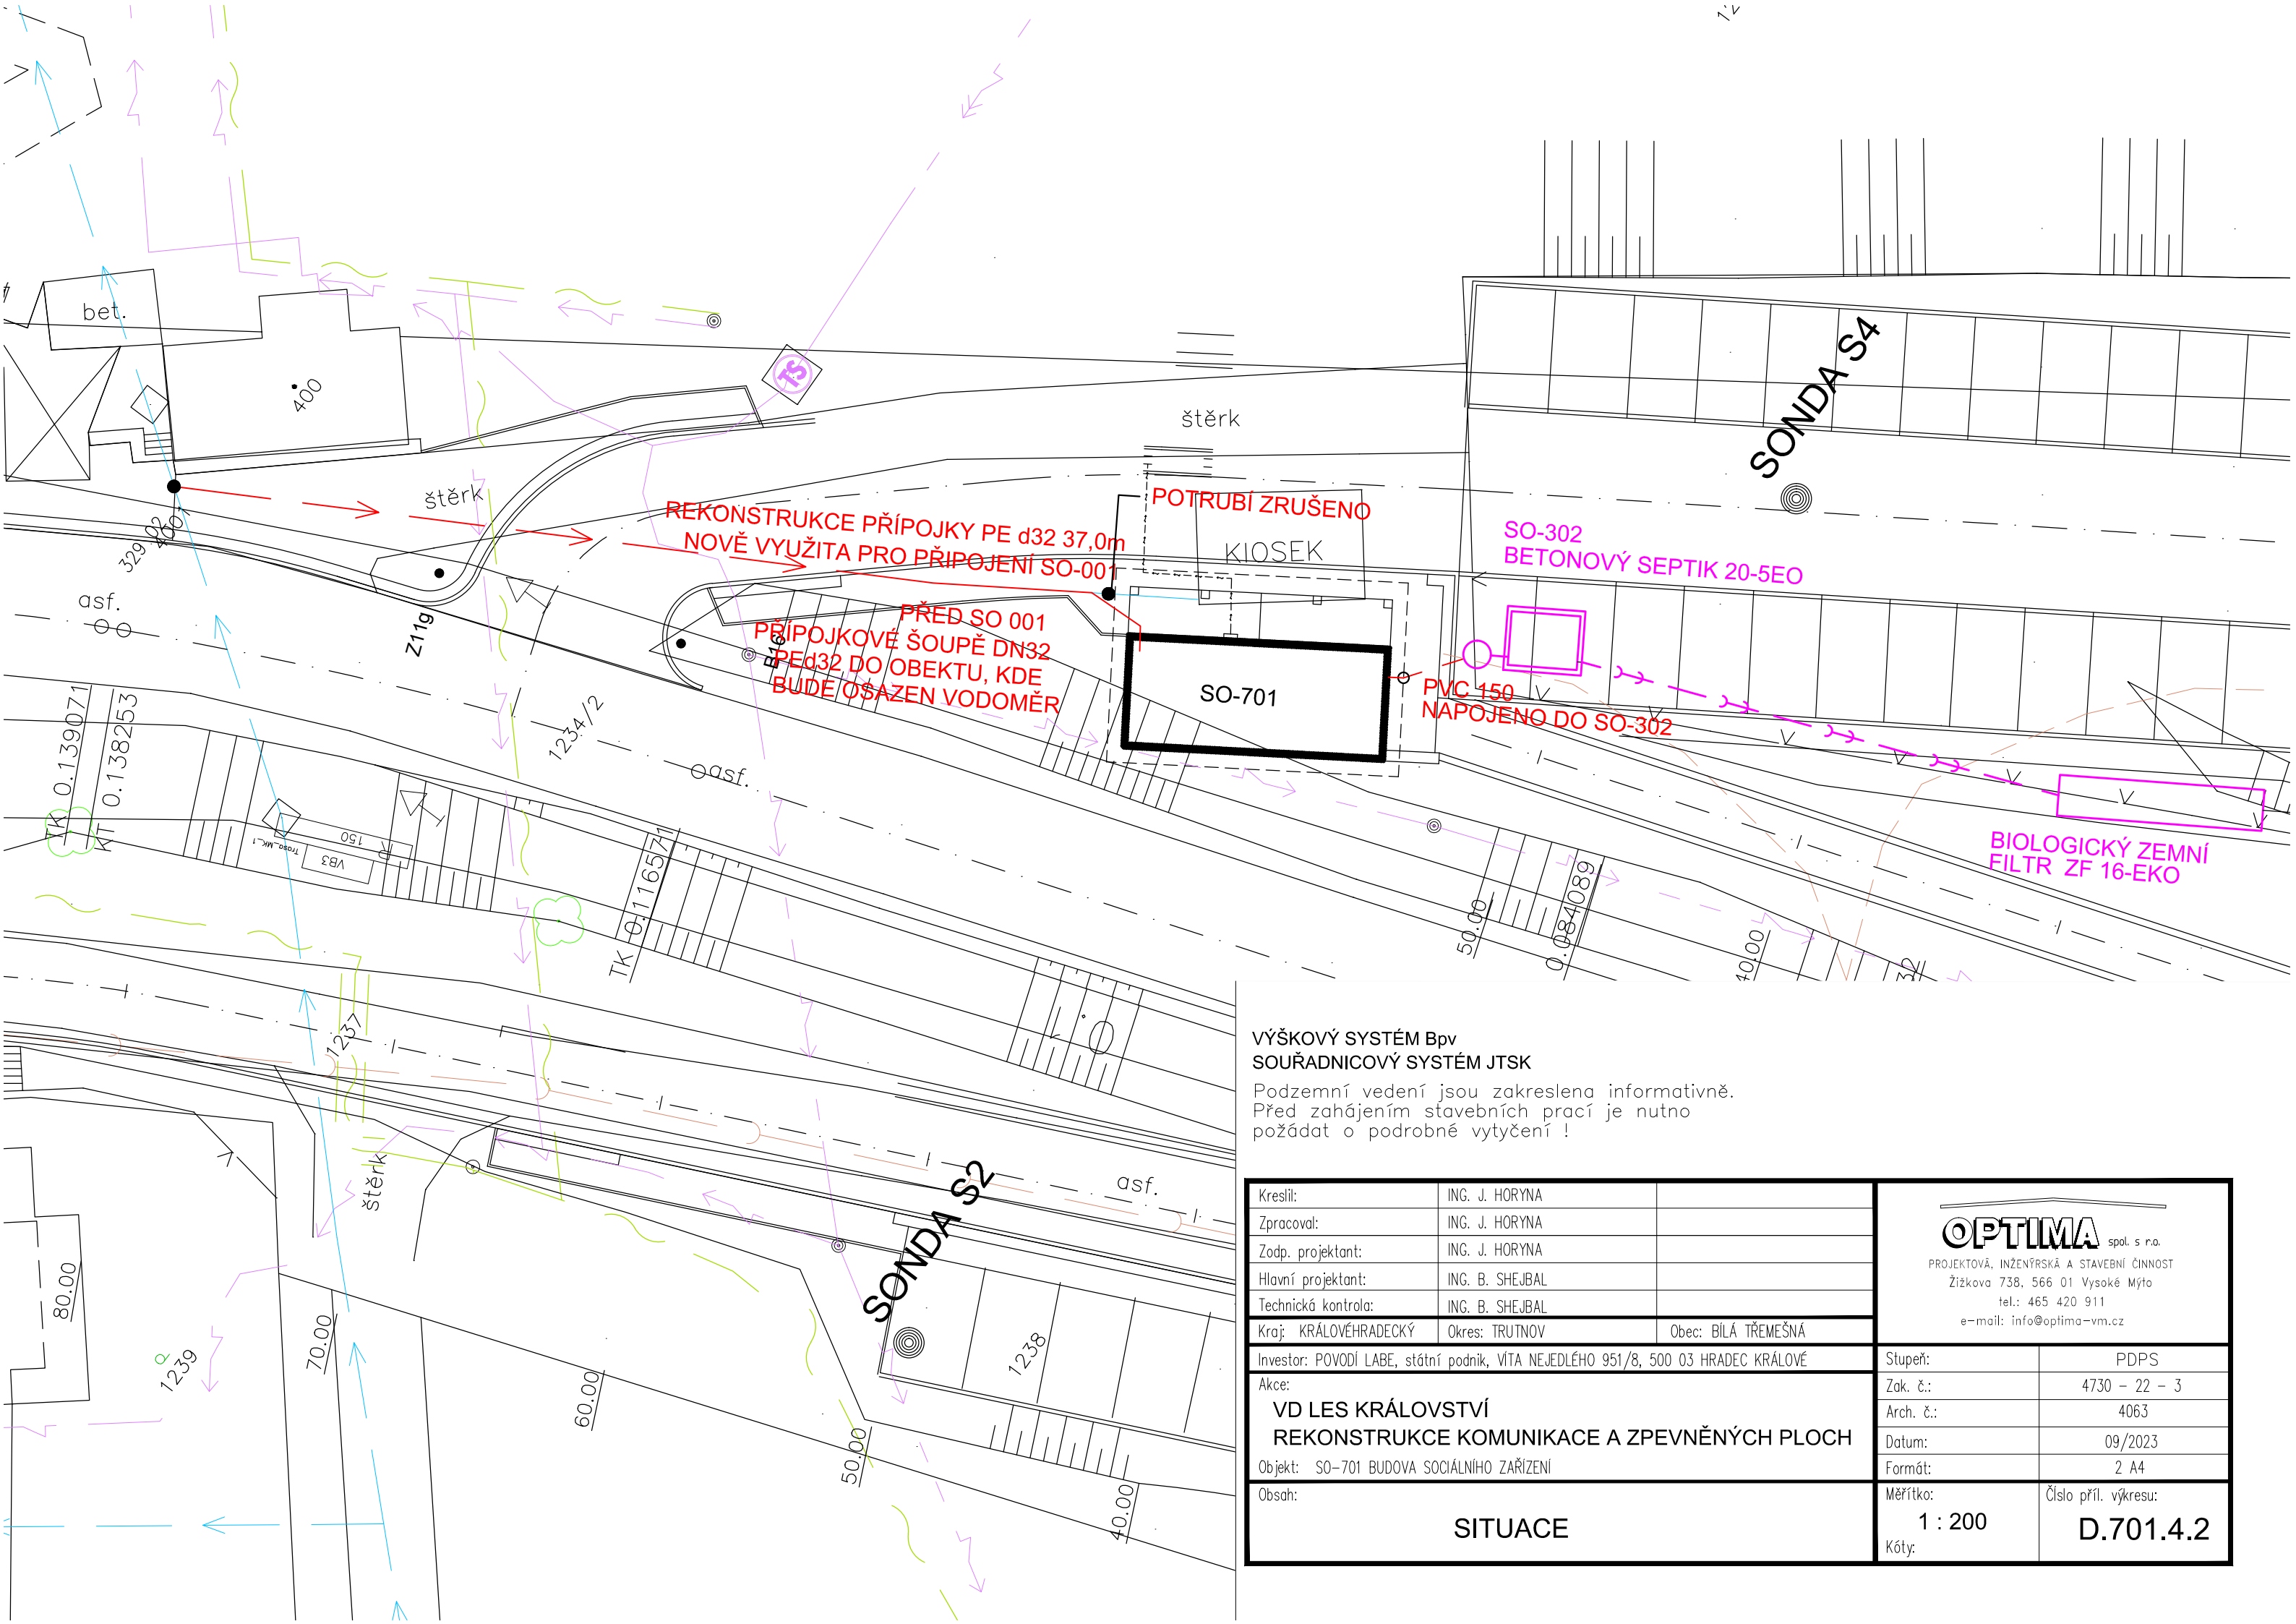 bet.
400
štěrk
TS
štěrk
SONDA S4
329.02
400
asf.
Z11g
REKONSTRUKCE PŘÍPOJKY PE d32 37,0m
NOVĚ VYUŽITA PRO PŘIPOJENÍ SO-001
POTRUBÍ ZRUŠENO
KIOSEK
SO-302
BETONOVÝ SEPTIK 20-5EO
PŘED SO 001
PŘÍPOJKOVÉ ŠOUPĚ DN32
PEd32 DO OBEKTU, KDE
BUDE OSAZEN VODOMĚR
SO-701
PVC 150
NAPOJENO DO SO-302
BIOLOGICKÝ ZEMNÍ
FILTR ZF 16-EKO
TK 0.139071
KT 0.138253
1234/2
asf.
150
VB3
Trasa_MK_1
TK 0.116571
50.00
0.084089
40.00
1237
štěrk
asf.
SONDA S2
80.00
1239
70.00
60.00
50.00
1238
40.00
VÝŠKOVÝ SYSTÉM Bpv
SOUŘADNICOVÝ SYSTÉM JTSK
Podzemní vedení jsou zakreslena informativně.
Před zahájením stavebních prací je nutno
požádat o podrobné vytyčení !
Kreslil: ING. J. HORYNA
Zpracoval: ING. J. HORYNA
Zodp. projektant: ING. J. HORYNA
Hlavní projektant: ING. B. SHEJBAL
Technická kontrola: ING. B. SHEJBAL
Kraj: KRÁLOVÉHRADECKÝ Okres: TRUTNOV Obec: BÍLÁ TŘEMEŠNÁ
OPTIMA spol. s r.o.
PROJEKTOVÁ, INŽENÝRSKÁ A STAVEBNÍ ČINNOST
Žižkova 738, 566 01 Vysoké Mýto
tel.: 465 420 911
e-mail: info@optima-vm.cz
Investor: POVODÍ LABE, státní podnik, VÍTA NEJEDLÉHO 951/8, 500 03 HRADEC KRÁLOVÉ
Akce:
VD LES KRÁLOVSTVÍ
REKONSTRUKCE KOMUNIKACE A ZPEVNĚNÝCH PLOCH
Objekt: SO-701 BUDOVA SOCIÁLNÍHO ZAŘÍZENÍ
Obsah:
SITUACE
Stupeň: PDPS
Zak. č.: 4730 - 22 - 3
Arch. č.: 4063
Datum: 09/2023
Formát: 2 A4
Měřítko:
1 : 200
Kóty:
Číslo příl. výkresu:
D.701.4.2